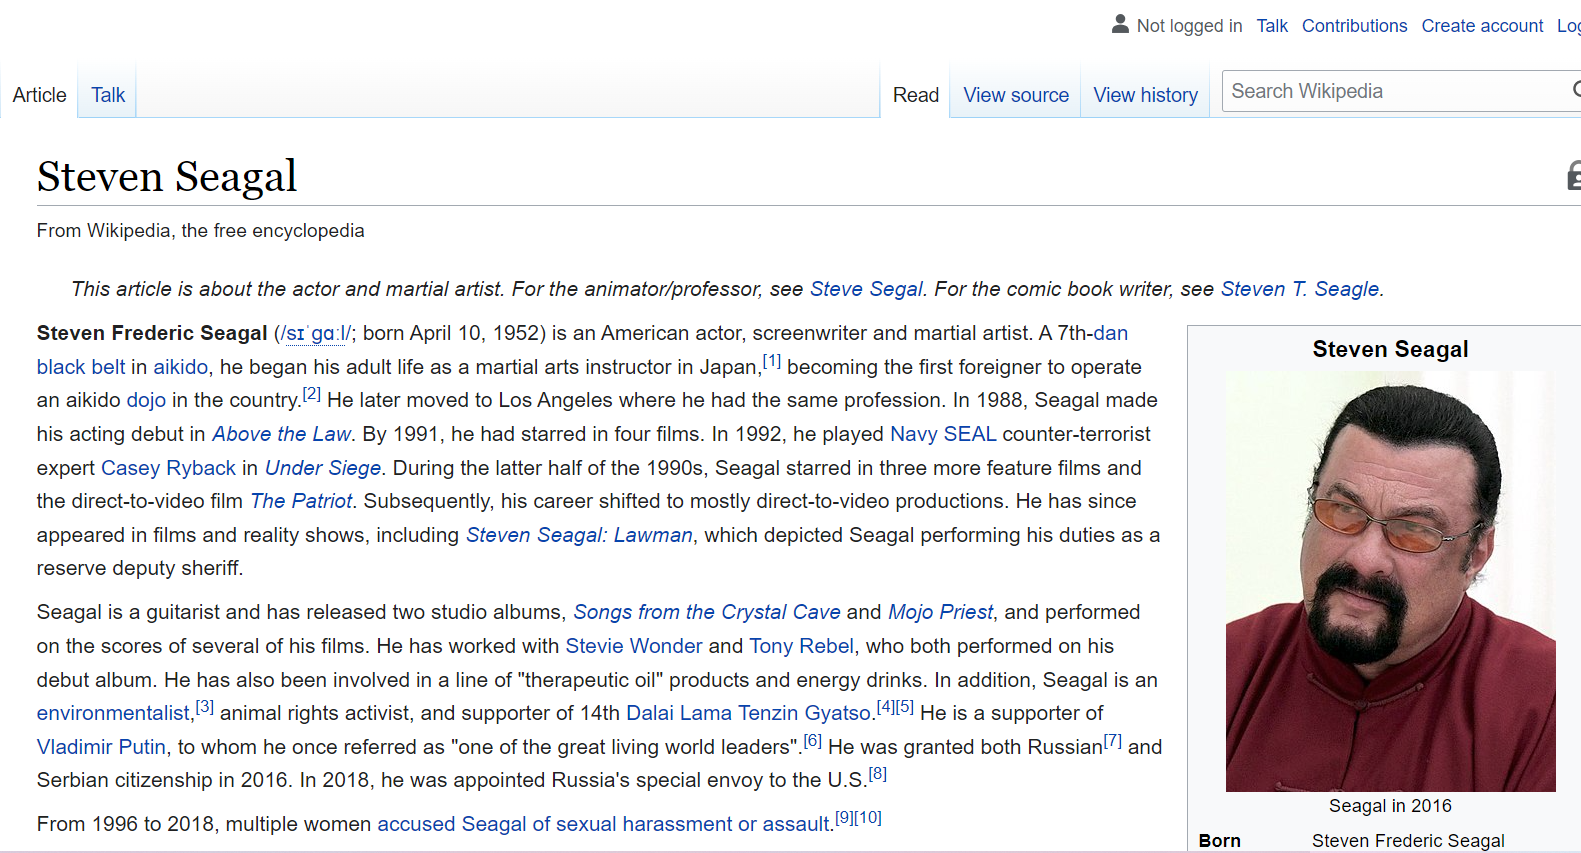 Not logged in Talk Contributions Create account
Article Talk Read View source View history Search Wikipedia
Steven Seagal
From Wikipedia, the free encyclopedia
This article is about the actor and martial artist. For the animator/professor, see Steve Segal. For the comic book writer, see Steven T. Seagle.
Steven Frederic Seagal (/sɪˈɡɑːl/; born April 10, 1952) is an American actor, screenwriter and martial artist. A 7th-dan
black belt in aikido, he began his adult life as a martial arts instructor in Japan,[1] becoming the first foreigner to operate
an aikido dojo in the country.[2] He later moved to Los Angeles where he had the same profession. In 1988, Seagal made
his acting debut in Above the Law. By 1991, he had starred in four films. In 1992, he played Navy SEAL counter-terrorist
expert Casey Ryback in Under Siege. During the latter half of the 1990s, Seagal starred in three more feature films and
the direct-to-video film The Patriot. Subsequently, his career shifted to mostly direct-to-video productions. He has since
appeared in films and reality shows, including Steven Seagal: Lawman, which depicted Seagal performing his duties as a
reserve deputy sheriff.
Seagal is a guitarist and has released two studio albums, Songs from the Crystal Cave and Mojo Priest, and performed
on the scores of several of his films. He has worked with Stevie Wonder and Tony Rebel, who both performed on his
debut album. He has also been involved in a line of "therapeutic oil" products and energy drinks. In addition, Seagal is an
environmentalist,[3] animal rights activist, and supporter of 14th Dalai Lama Tenzin Gyatso.[4][5] He is a supporter of
Vladimir Putin, to whom he once referred as "one of the great living world leaders".[6] He was granted both Russian[7] and
Serbian citizenship in 2016. In 2018, he was appointed Russia's special envoy to the U.S.[8]
From 1996 to 2018, multiple women accused Seagal of sexual harassment or assault.[9][10]
Steven Seagal
Seagal in 2016
Born Steven Frederic Seagal